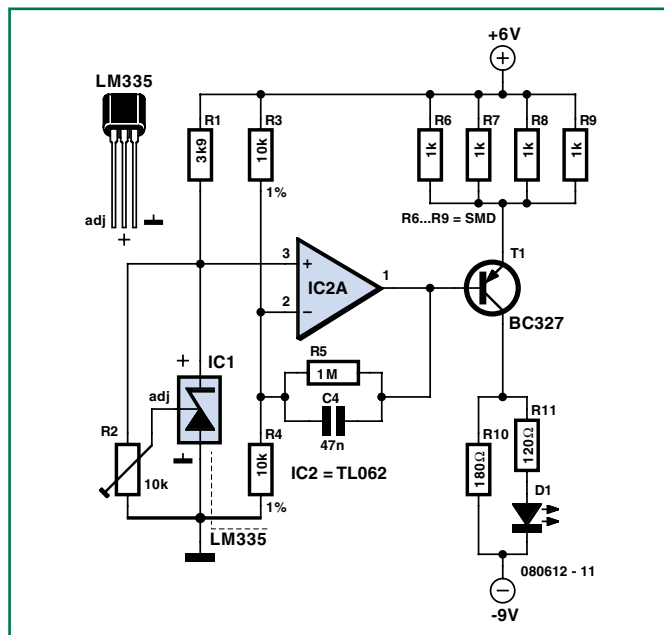 +6V
LM335
R1
3k9
R3
10k
1%
R6
1k
R7
1k
R8
1k
R9
1k
adj
+
R6...R9 = SMD
T1
3
+
IC2A
1
2
−
BC327
R5
1M
C4
47n
+
IC1
adj
R2
10k
R4
10k
1%
IC2 = TL062
R10
180Ω
R11
120Ω
D1
LM335
080612 - 11
-9V